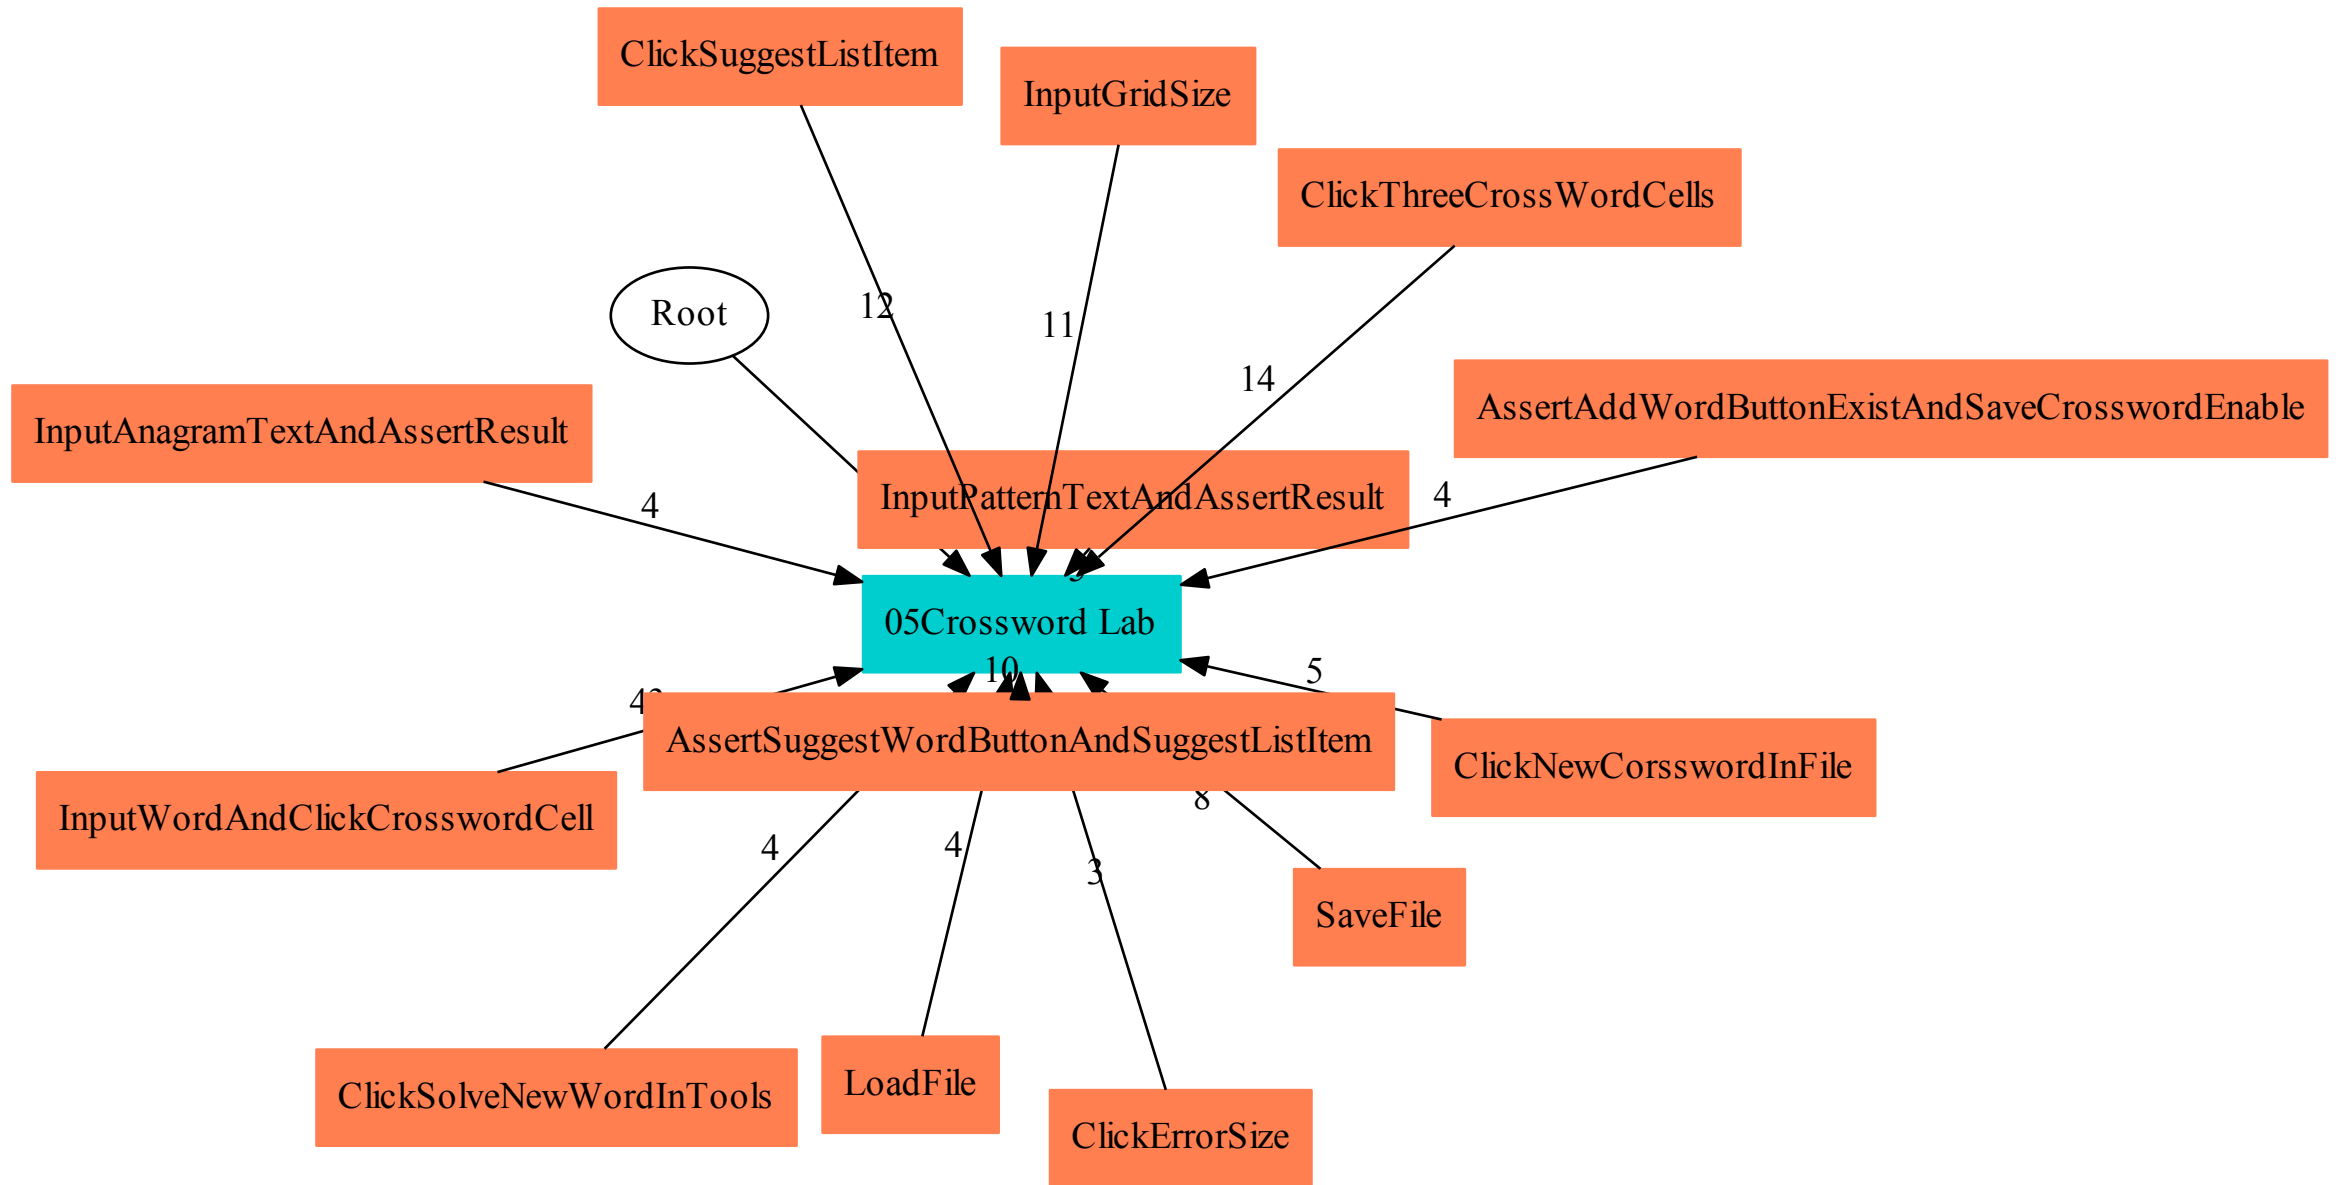 ClickSuggestListItem
InputGridSize
ClickThreeCrossWordCells
12
Root
11
14
AssertAddWordButtonExistAndSaveCrosswordEnable
InputAnagramTextAndAssertResult
4
InputPatternTextAndAssertResult
4
05Crossword Lab
10
5
AssertSuggestWordButtonAndSuggestListItem
ClickNewCorsswordInFile
8
InputWordAndClickCrosswordCell
4
4
3
SaveFile
ClickSolveNewWordInTools
LoadFile
ClickErrorSize